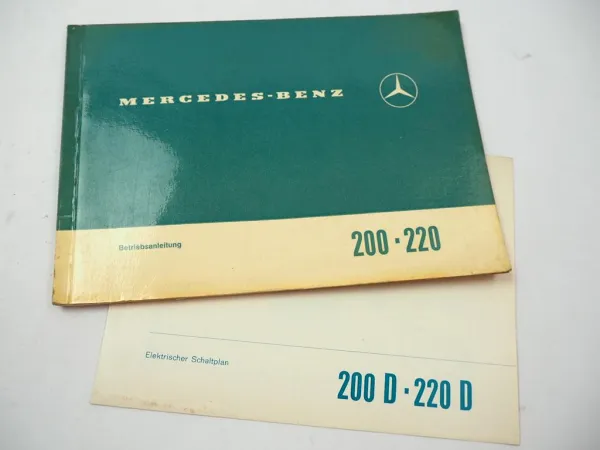 MERCEDES-BENZ
Betriebsanleitung
200 · 220
Elektrischer Schaltplan
200 D · 220 D